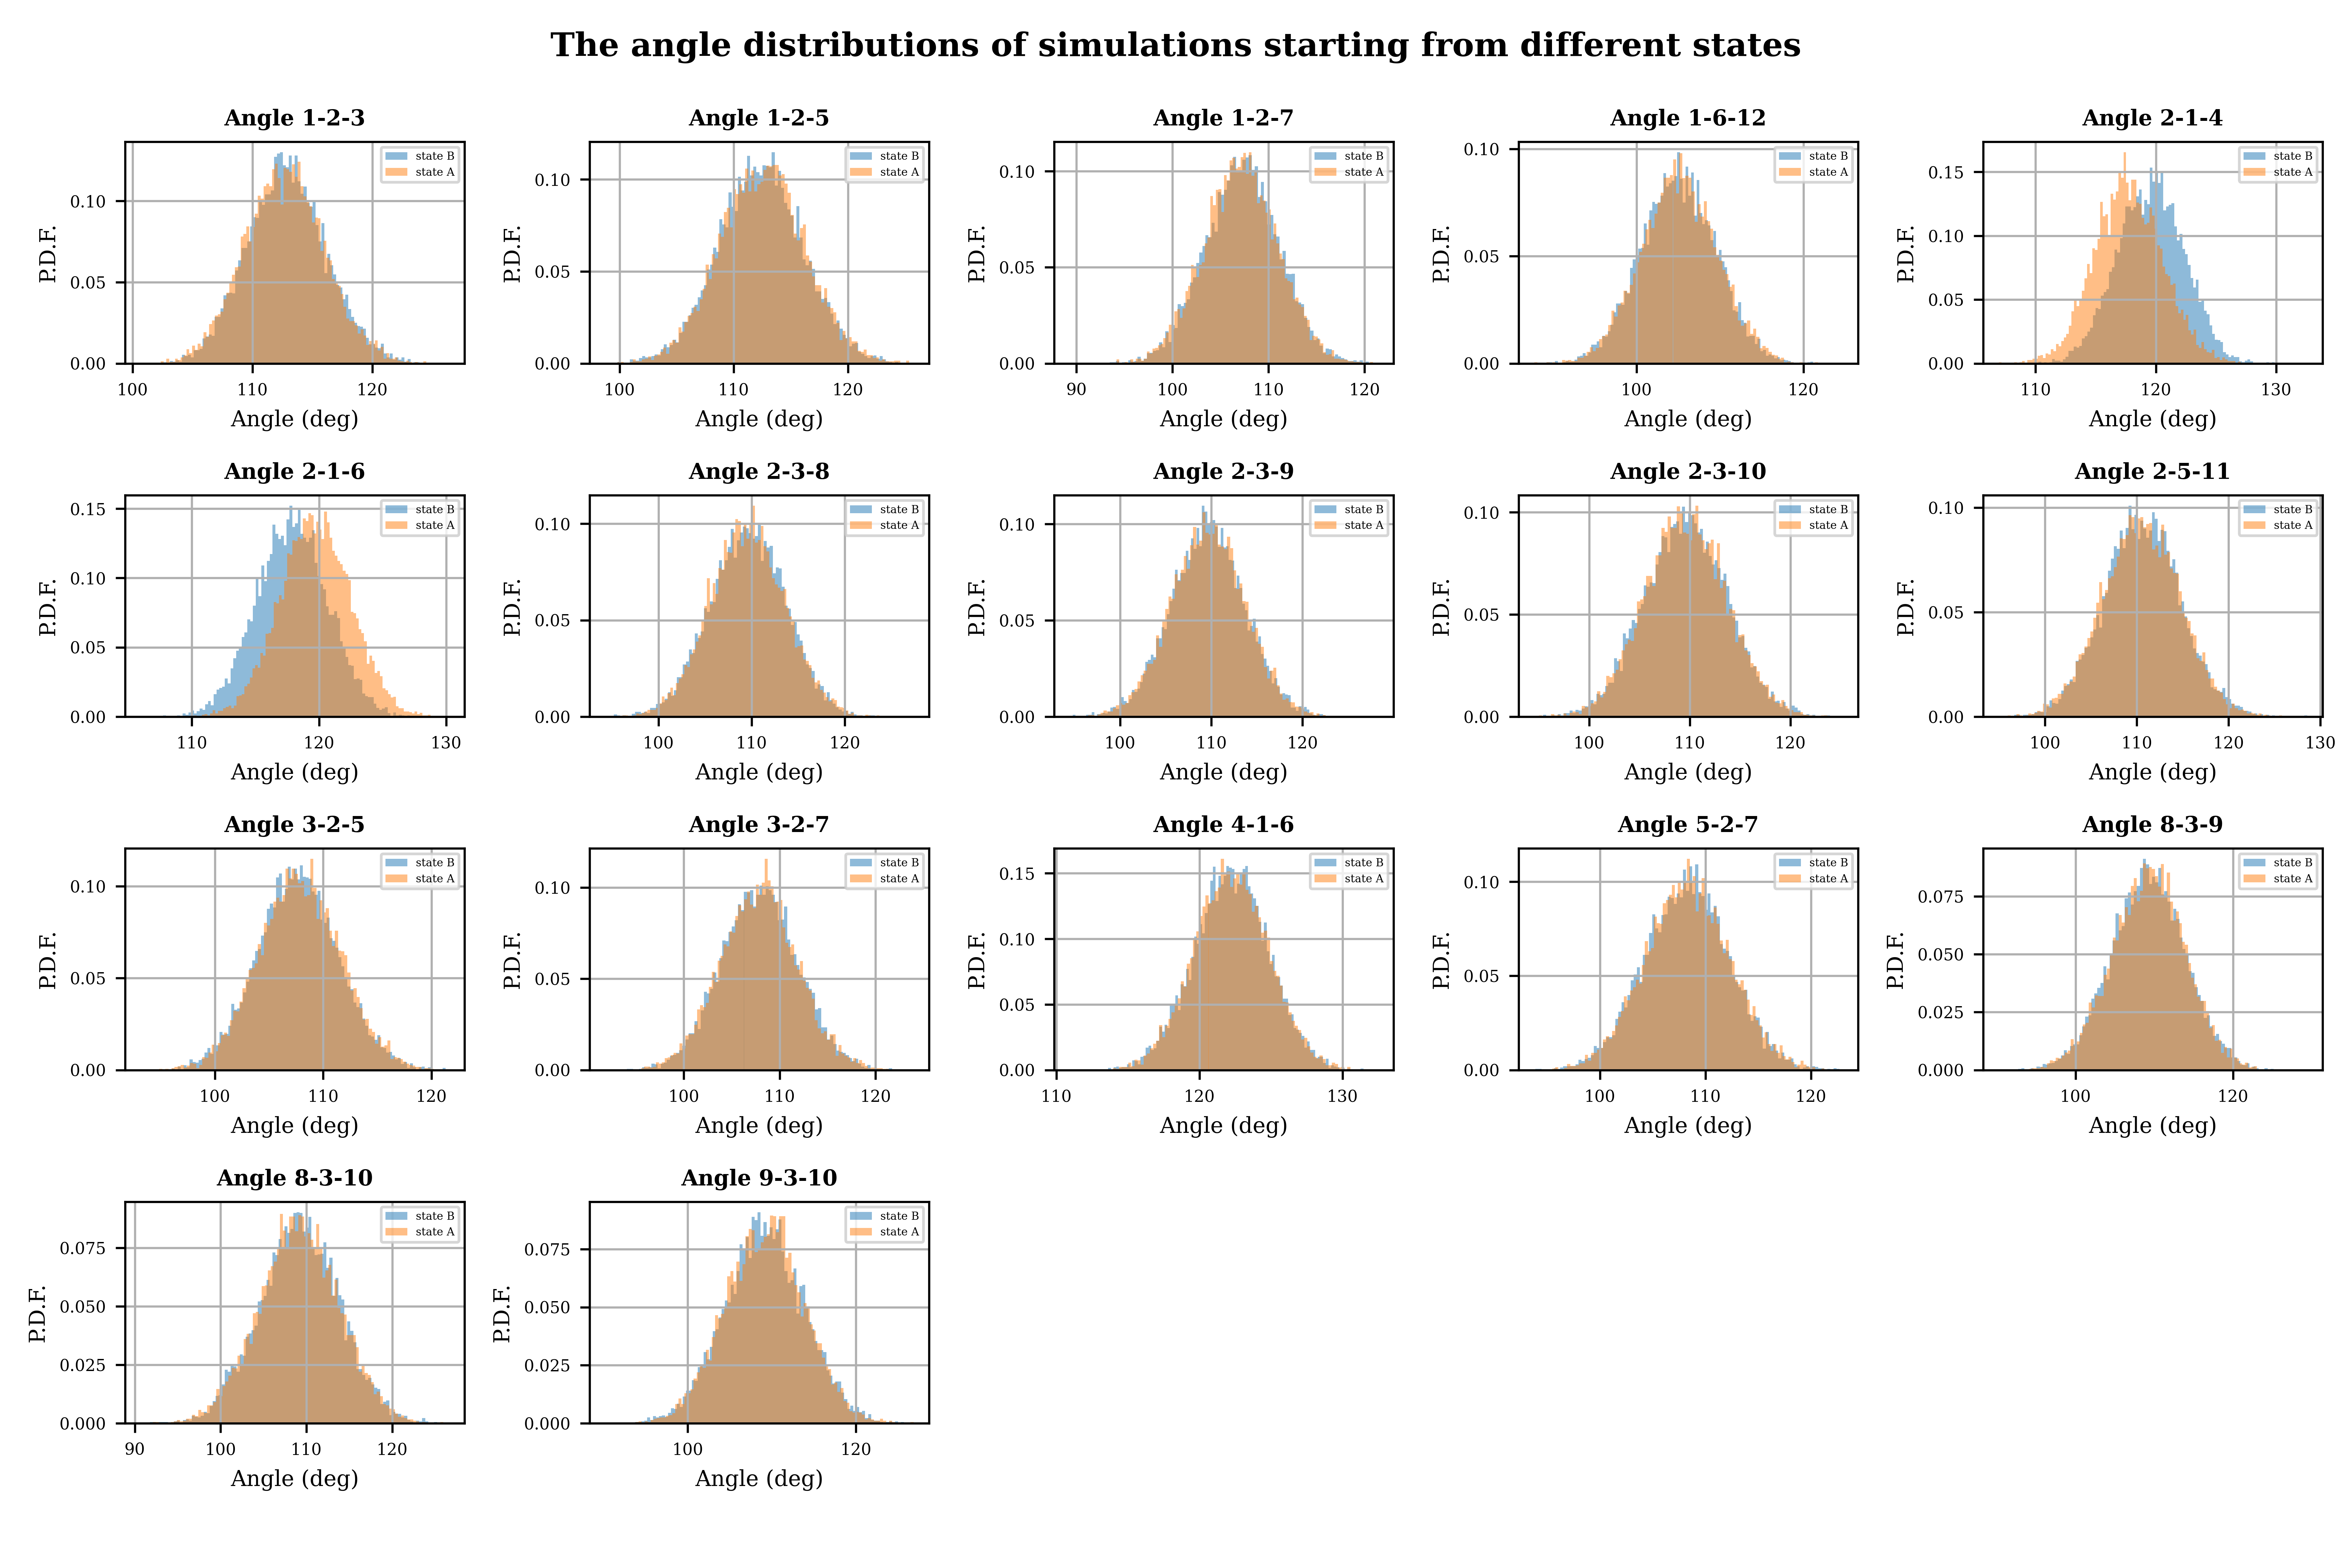 The angle distributions of simulations starting from different states
Angle 1-2-3
P.D.F.
0.10
0.05
0.00
state B
state A
100 110 120
Angle (deg)
Angle 1-2-5
P.D.F.
0.10
0.05
0.00
state B
state A
100 110 120
Angle (deg)
Angle 1-2-7
P.D.F.
0.10
0.05
0.00
state B
state A
90 100 110 120
Angle (deg)
Angle 1-6-12
P.D.F.
0.10
0.05
0.00
state B
state A
100 120
Angle (deg)
Angle 2-1-4
P.D.F.
0.15
0.10
0.05
0.00
state B
state A
110 120 130
Angle (deg)
Angle 2-1-6
P.D.F.
0.15
0.10
0.05
0.00
state B
state A
110 120 130
Angle (deg)
Angle 2-3-8
P.D.F.
0.10
0.05
0.00
state B
state A
100 110 120
Angle (deg)
Angle 2-3-9
P.D.F.
0.10
0.05
0.00
state B
state A
100 110 120
Angle (deg)
Angle 2-3-10
P.D.F.
0.10
0.05
0.00
state B
state A
100 110 120
Angle (deg)
Angle 2-5-11
P.D.F.
0.10
0.05
0.00
state B
state A
100 110 120 130
Angle (deg)
Angle 3-2-5
P.D.F.
0.10
0.05
0.00
state B
state A
100 110 120
Angle (deg)
Angle 3-2-7
P.D.F.
0.10
0.05
0.00
state B
state A
100 110 120
Angle (deg)
Angle 4-1-6
P.D.F.
0.15
0.10
0.05
0.00
state B
state A
110 120 130
Angle (deg)
Angle 5-2-7
P.D.F.
0.10
0.05
0.00
state B
state A
100 110 120
Angle (deg)
Angle 8-3-9
P.D.F.
0.075
0.050
0.025
0.000
state B
state A
100 120
Angle (deg)
Angle 8-3-10
P.D.F.
0.075
0.050
0.025
0.000
state B
state A
90 100 110 120
Angle (deg)
Angle 9-3-10
P.D.F.
0.075
0.050
0.025
0.000
state B
state A
100 120
Angle (deg)